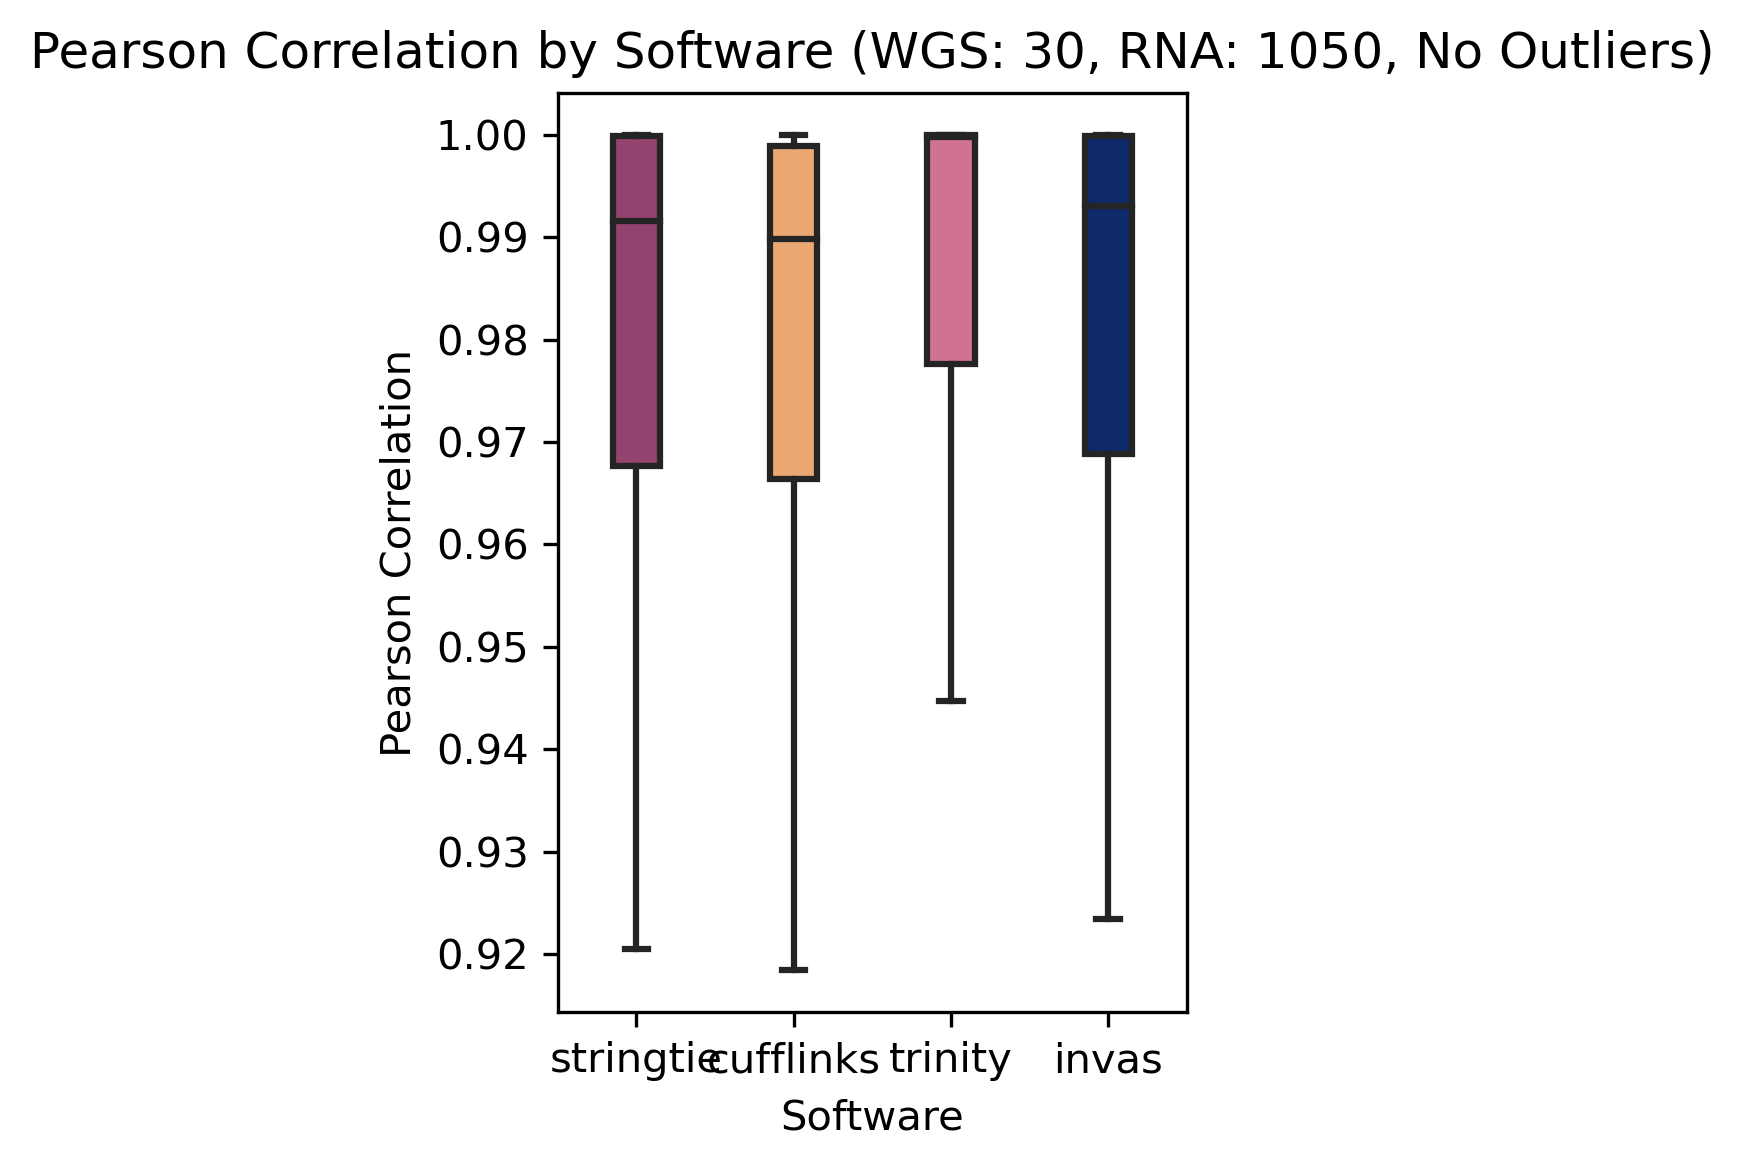 Pearson Correlation by Software (WGS: 30, RNA: 1050, No Outliers)
1.00
0.99
0.98
0.97
0.96
0.95
0.94
0.93
0.92
Pearson Correlation
stringtie cufflinks trinity invas
Software